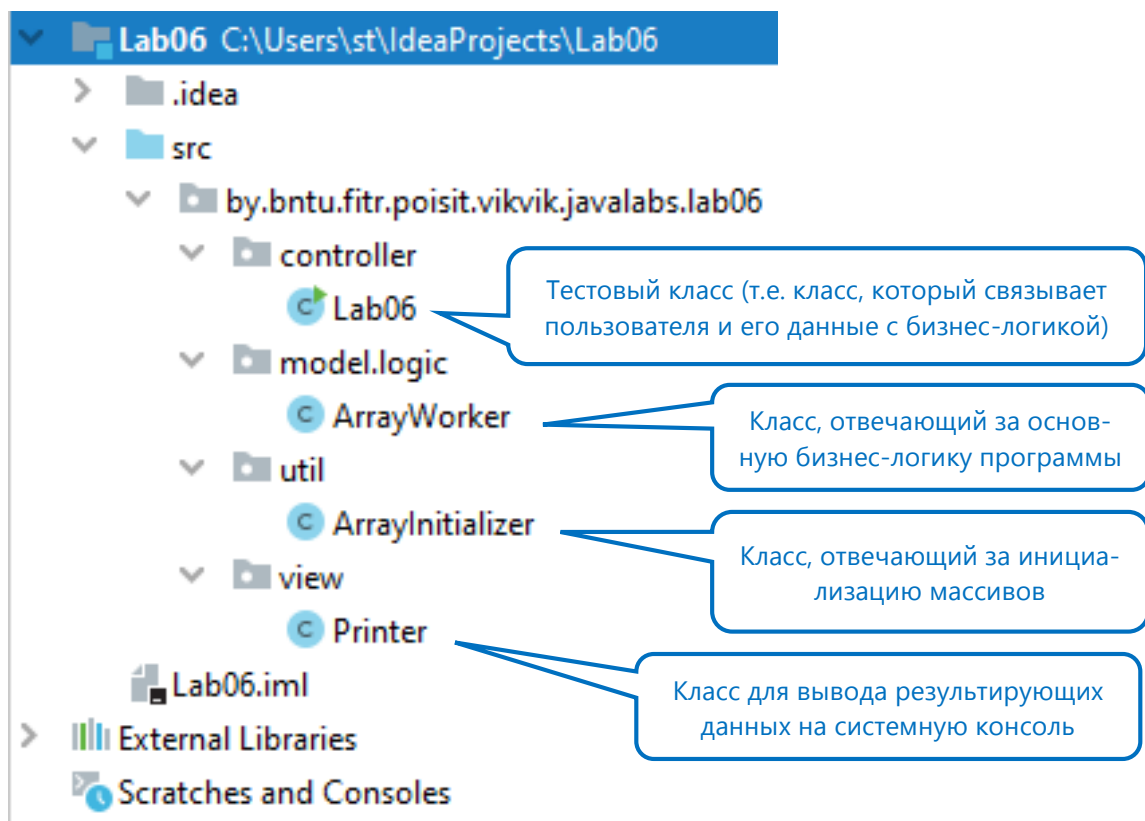 Lab06 C:\Users\st\IdeaProjects\Lab06
.idea
src
by.bntu.fitr.poisit.vikvik.javalabs.lab06
controller
Lab06
Тестовый класс (т.е. класс, который связывает
пользователя и его данные с бизнес-логикой)
model.logic
ArrayWorker
Класс, отвечающий за основ-
ную бизнес-логику программы
util
ArrayInitializer
Класс, отвечающий за инициа-
лизацию массивов
view
Printer
Класс для вывода результирующих
данных на системную консоль
Lab06.iml
External Libraries
Scratches and Consoles